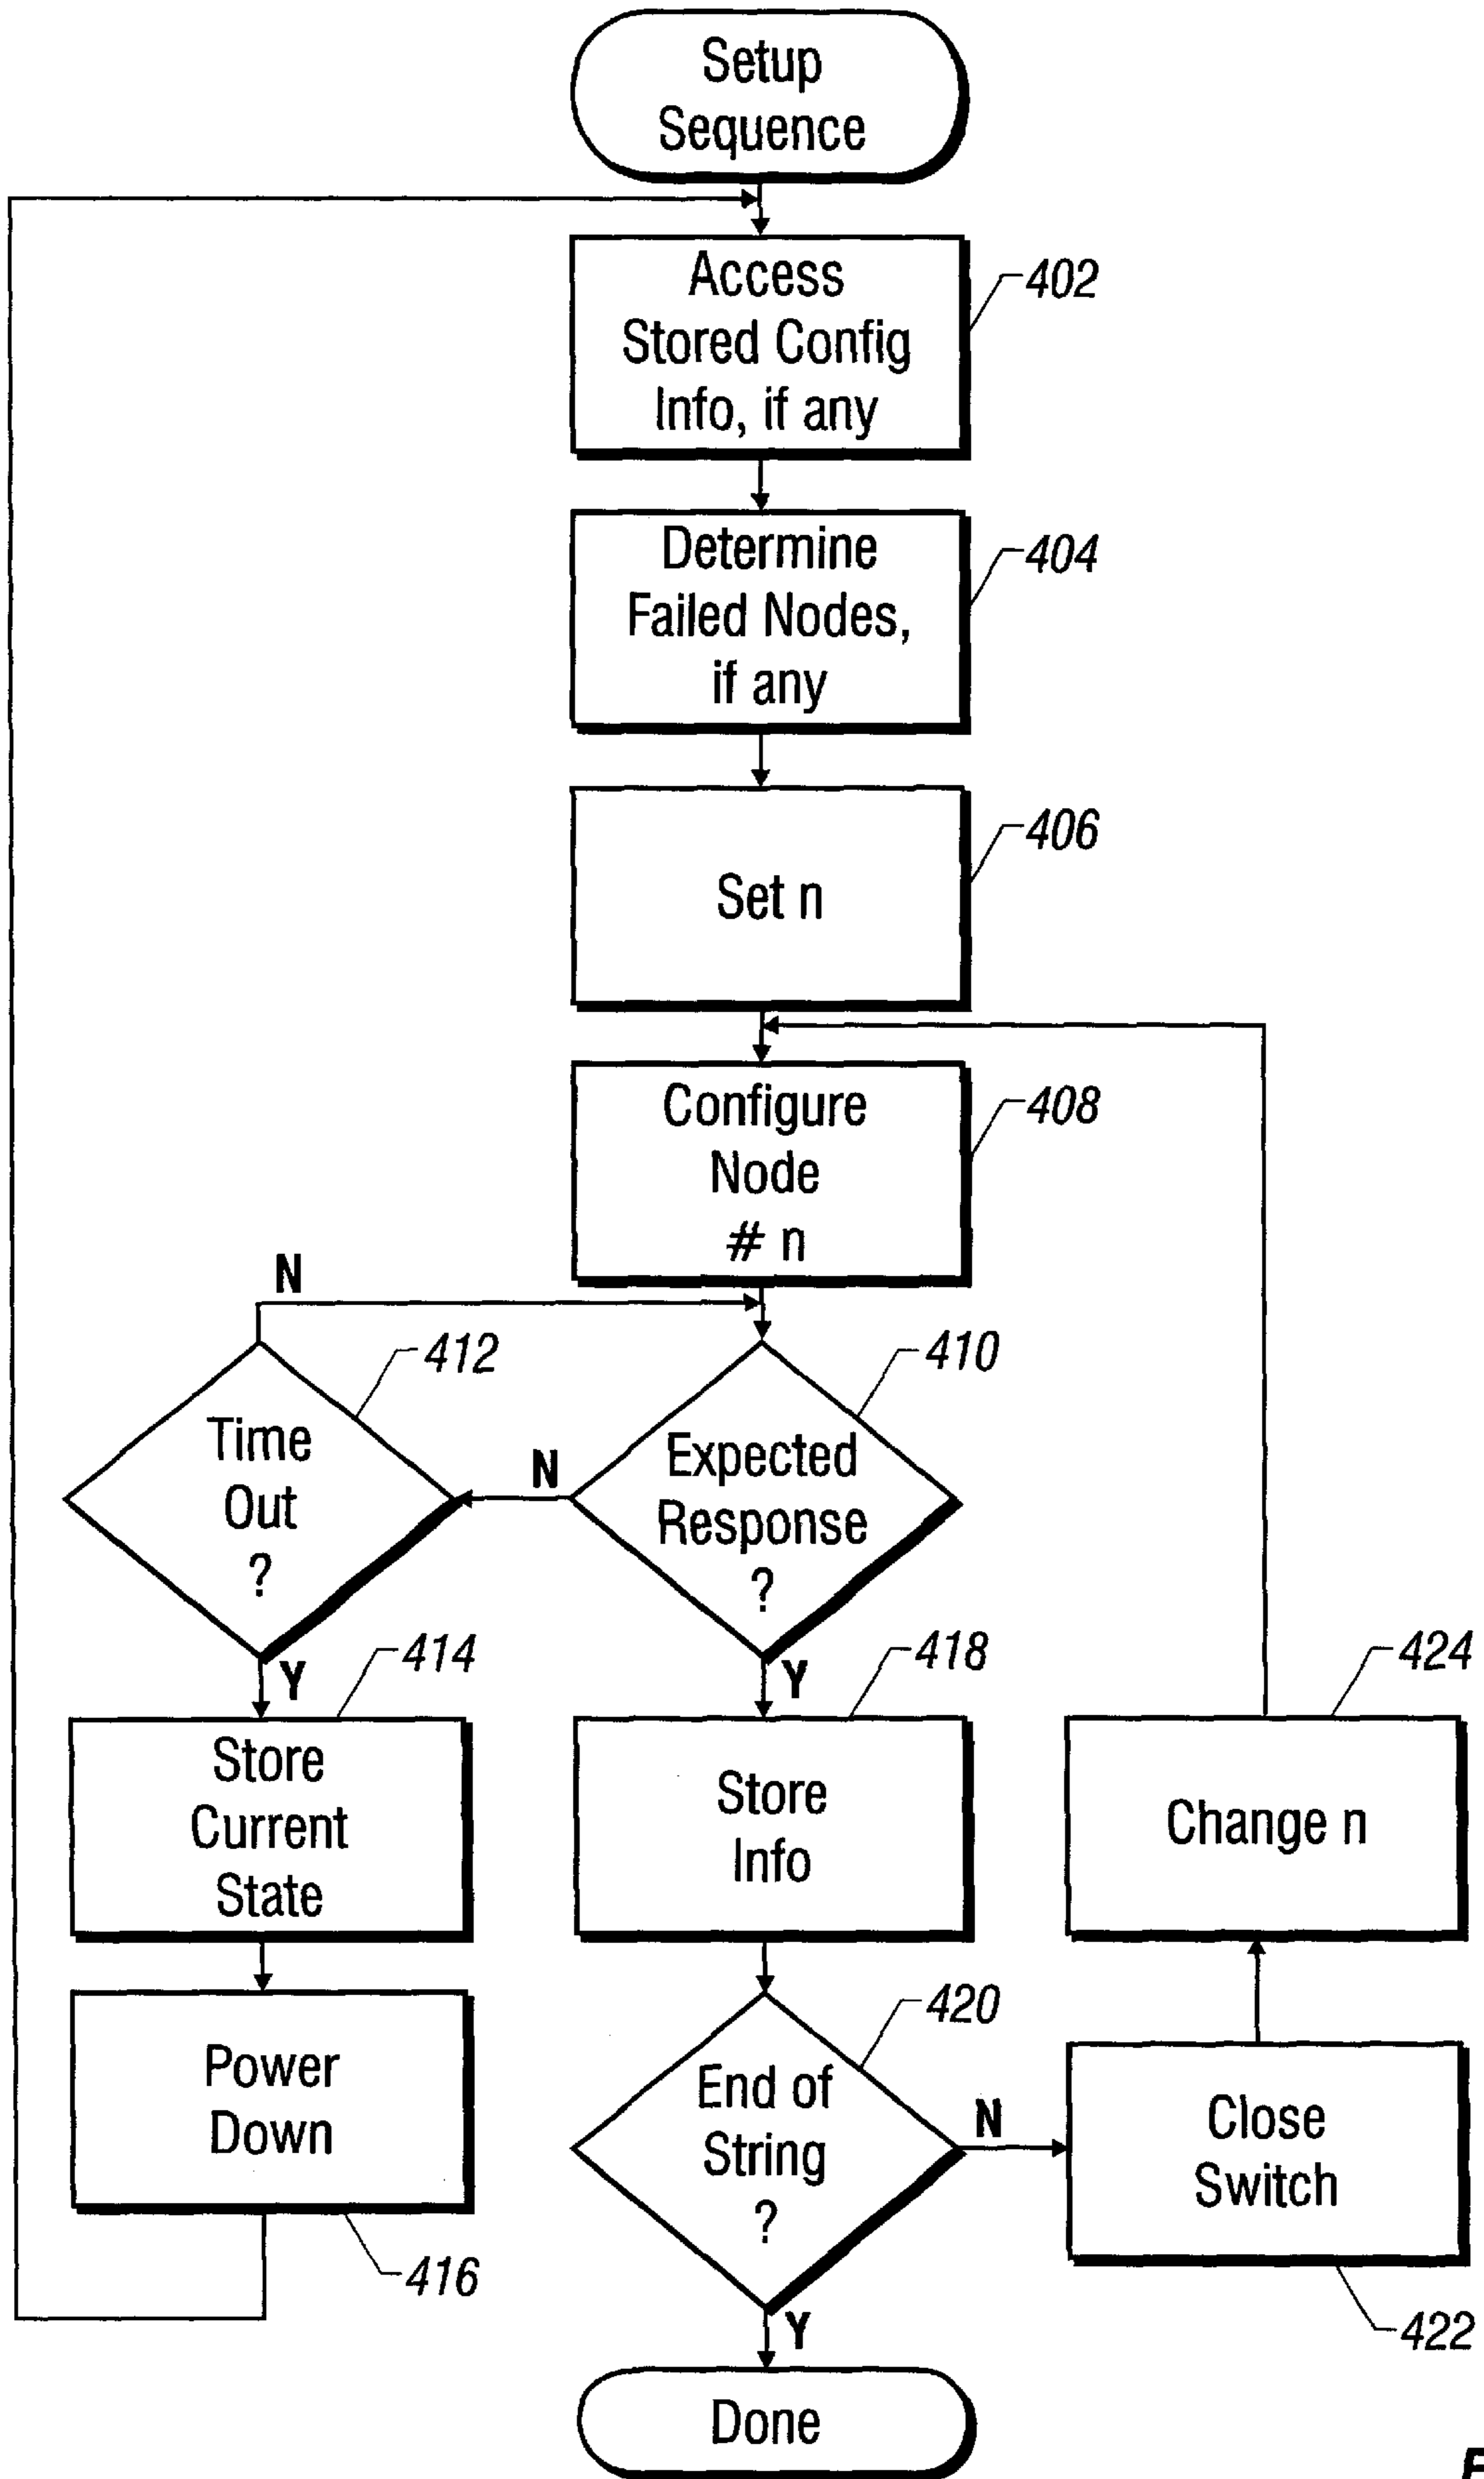 Setup
Sequence
Access
Stored Config
Info, if any
402
Determine
Failed Nodes,
if any
404
Set n
406
Configure
Node
# n
408
N
412
410
Time
Out
?
N
Expected
Response
?
Y
414
Y
418
424
Store
Current
State
Store
Info
Change n
Power
Down
416
420
End of
String
?
N
Close
Switch
422
Y
Done